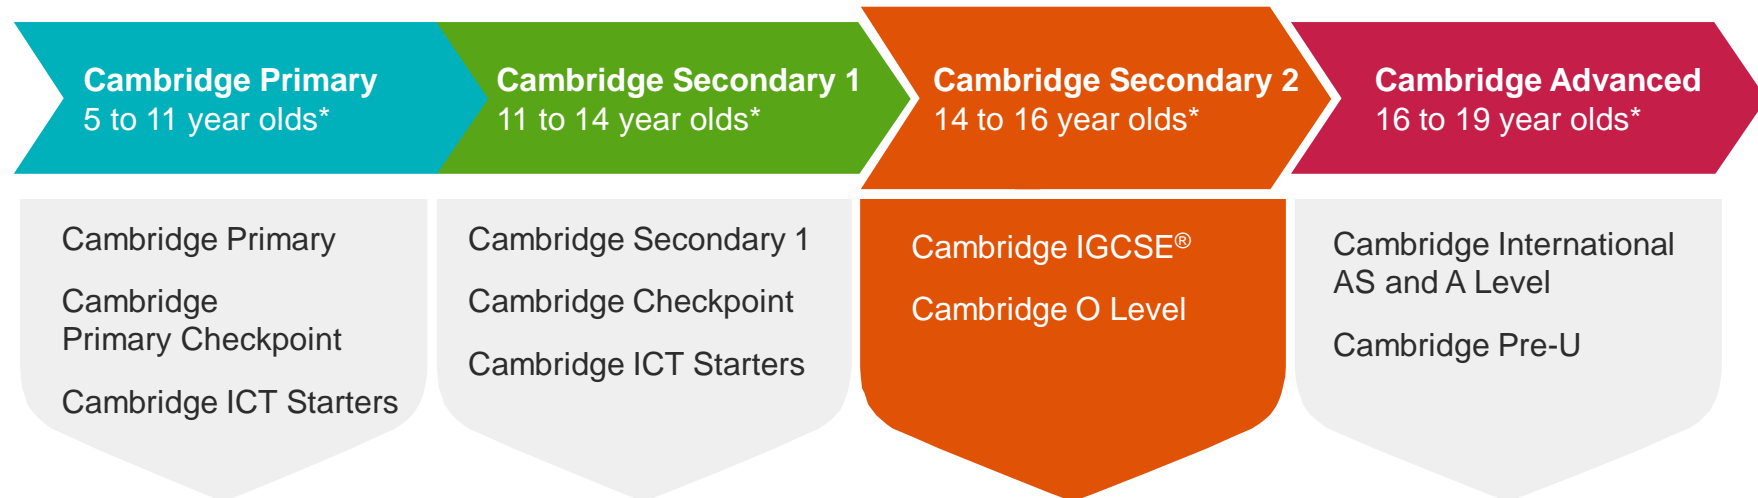 Cambridge Primary
5 to 11 year olds*
Cambridge Secondary 1
11 to 14 year olds*
Cambridge Secondary 2
14 to 16 year olds*
Cambridge Advanced
16 to 19 year olds*
Cambridge Primary
Cambridge
Primary Checkpoint
Cambridge ICT Starters
Cambridge Secondary 1
Cambridge Checkpoint
Cambridge ICT Starters
Cambridge IGCSE®
Cambridge O Level
Cambridge International
AS and A Level
Cambridge Pre-U